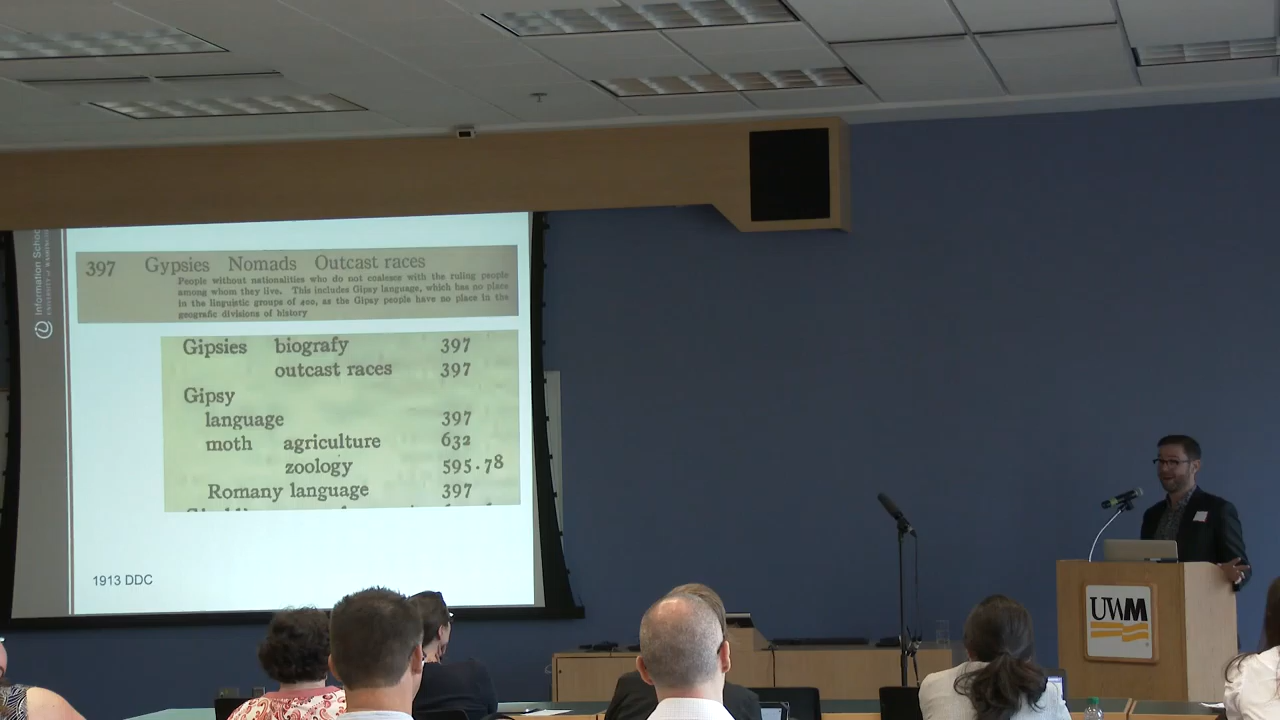 Information School
397 Gypsies Nomads Outcast races
People without nationalities who do not coalesce with the ruling people
among whom they live. This includes Gipsy language, which has no place
in the linguistic groups of 400, as the Gipsy people have no place in the
geografic divisions of history
Gipsies biografy 397
outcast races 397
Gipsy
language 397
moth agriculture 632
zoology 595.78
Romany language 397
1913 DDC
UWM